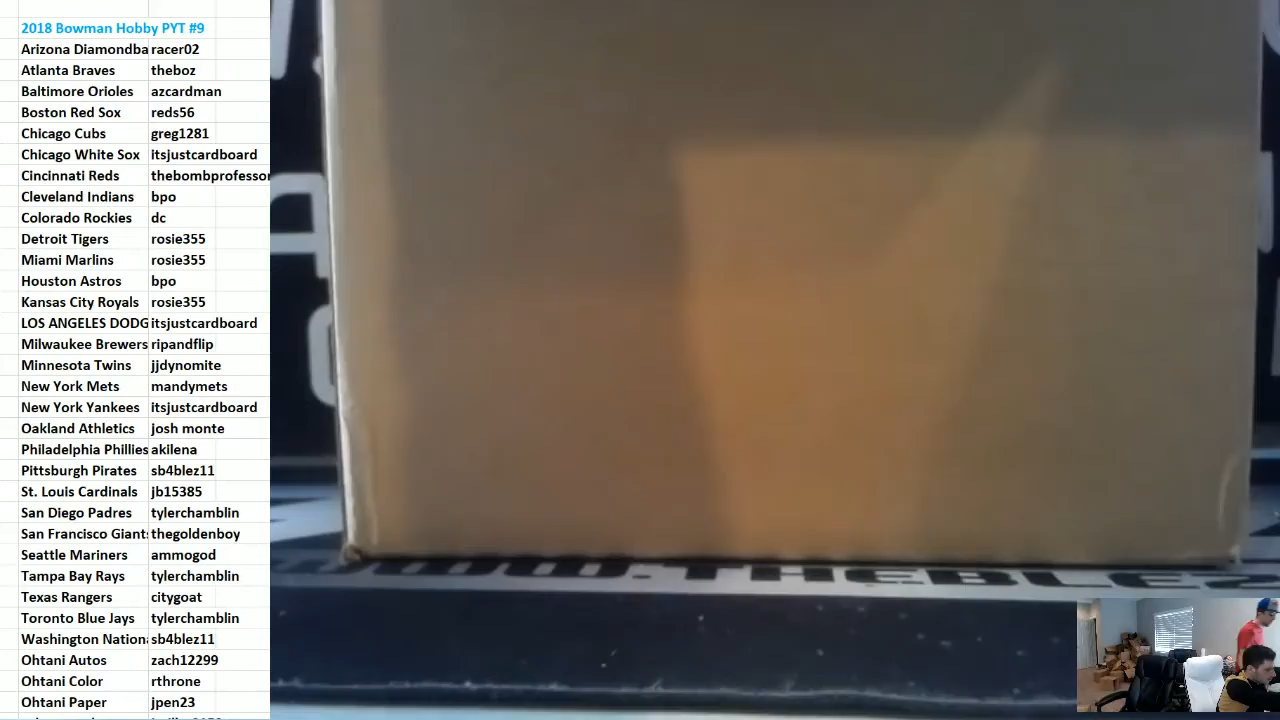 2018 Bowman Hobby PYT #9
Arizona Diamondba racer02
Atlanta Braves theboz
Baltimore Orioles azcardman
Boston Red Sox reds56
Chicago Cubs greg1281
Chicago White Sox itsjustcardboard
Cincinnati Reds thebombprofessor
Cleveland Indians bpo
Colorado Rockies dc
Detroit Tigers rosie355
Miami Marlins rosie355
Houston Astros bpo
Kansas City Royals rosie355
LOS ANGELES DODG itsjustcardboard
Milwaukee Brewers ripandflip
Minnesota Twins jjdynomite
New York Mets mandymets
New York Yankees itsjustcardboard
Oakland Athletics josh monte
Philadelphia Phillies akilena
Pittsburgh Pirates sb4blez11
St. Louis Cardinals jb15385
San Diego Padres tylerchamblin
San Francisco Giants thegoldenboy
Seattle Mariners ammogod
Tampa Bay Rays tylerchamblin
Texas Rangers citygoat
Toronto Blue Jays tylerchamblin
Washington Nationa sb4blez11
Ohtani Autos zach12299
Ohtani Color rthrone
Ohtani Paper jpen23
WWW.THEBLEZ